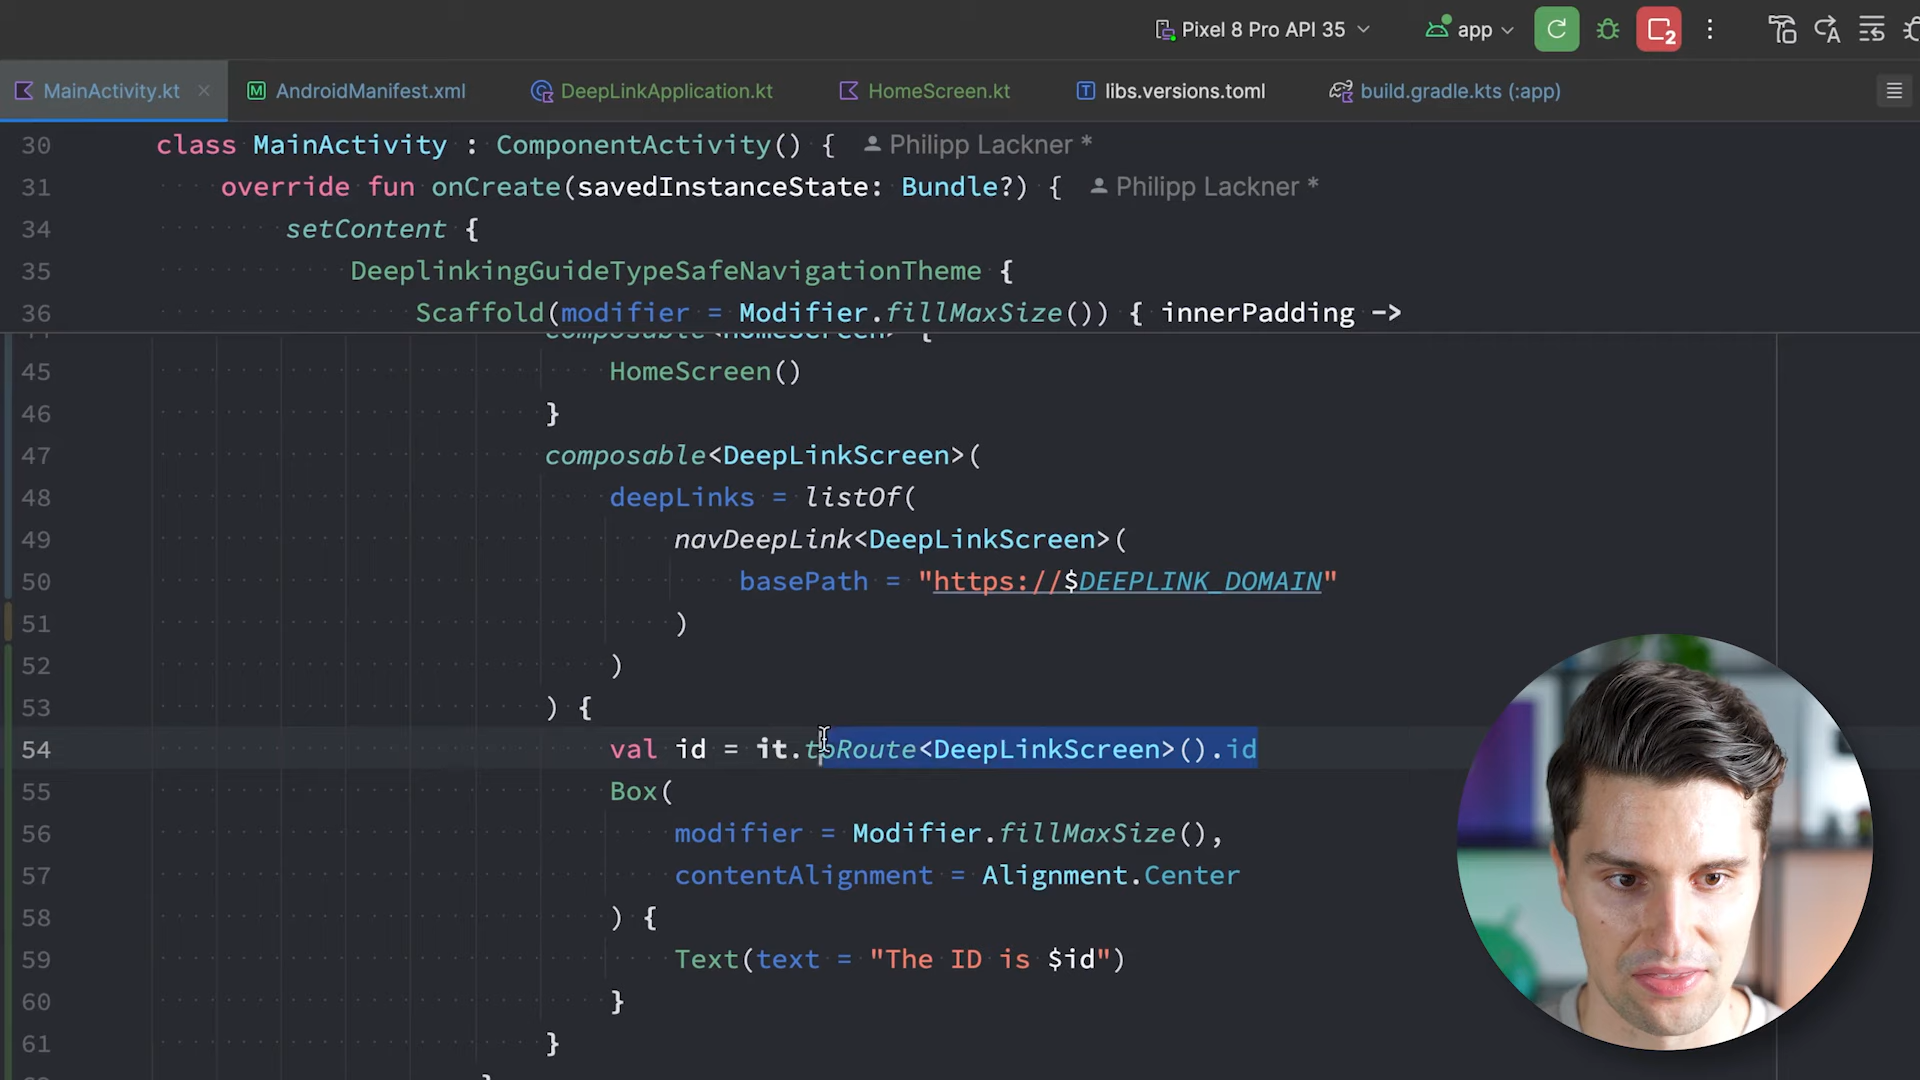 Pixel 8 Pro API 35 app 2
MainActivity.kt AndroidManifest.xml DeepLinkApplication.kt HomeScreen.kt libs.versions.toml build.gradle.kts (:app)
30 class MainActivity : ComponentActivity() { Philipp Lackner *
31 override fun onCreate(savedInstanceState: Bundle?) { Philipp Lackner *
34 setContent {
35 DeeplinkingGuideTypeSafeNavigationTheme {
36 Scaffold(modifier = Modifier.fillMaxSize()) { innerPadding ->
composable<HomeScreen> {
45 HomeScreen()
46 }
47 composable<DeepLinkScreen>(
48 deepLinks = listOf(
49 navDeepLink<DeepLinkScreen>(
50 basePath = "https://$DEEPLINK_DOMAIN"
51 )
52 )
53 ) {
54 val id = it.toRoute<DeepLinkScreen>().id
55 Box(
56 modifier = Modifier.fillMaxSize(),
57 contentAlignment = Alignment.Center
58 ) {
59 Text(text = "The ID is $id")
60 }
61 }